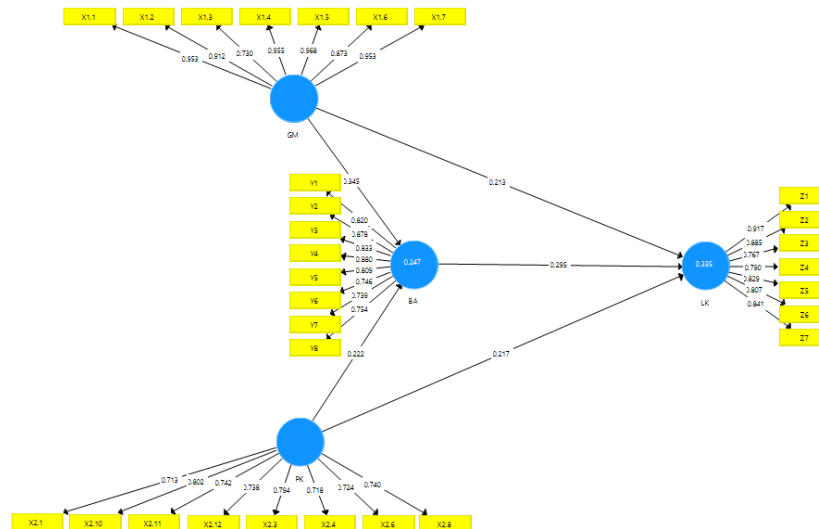 X1.1 X1.2 X1.3 X1.4 X1.5 X1.6 X1.7
0.953 0.912 0.730 0.955 0.968 0.873 0.953
GM
0.345 0.213
Y1
Y2
Y3
Y4
Y5
Y6
Y7
Y8
0.820
0.878
0.833
0.880
0.809
0.746
0.739
0.754
0.247
BA
0.295
0.335
LK
Z1
Z2
Z3
Z4
Z5
Z6
Z7
0.917
0.885
0.767
0.790
0.829
0.807
0.841
0.222 0.217
PK
0.713 0.802 0.742 0.738 0.794 0.718 0.724 0.740
X2.1 X2.10 X2.11 X2.12 X2.3 X2.4 X2.6 X2.8